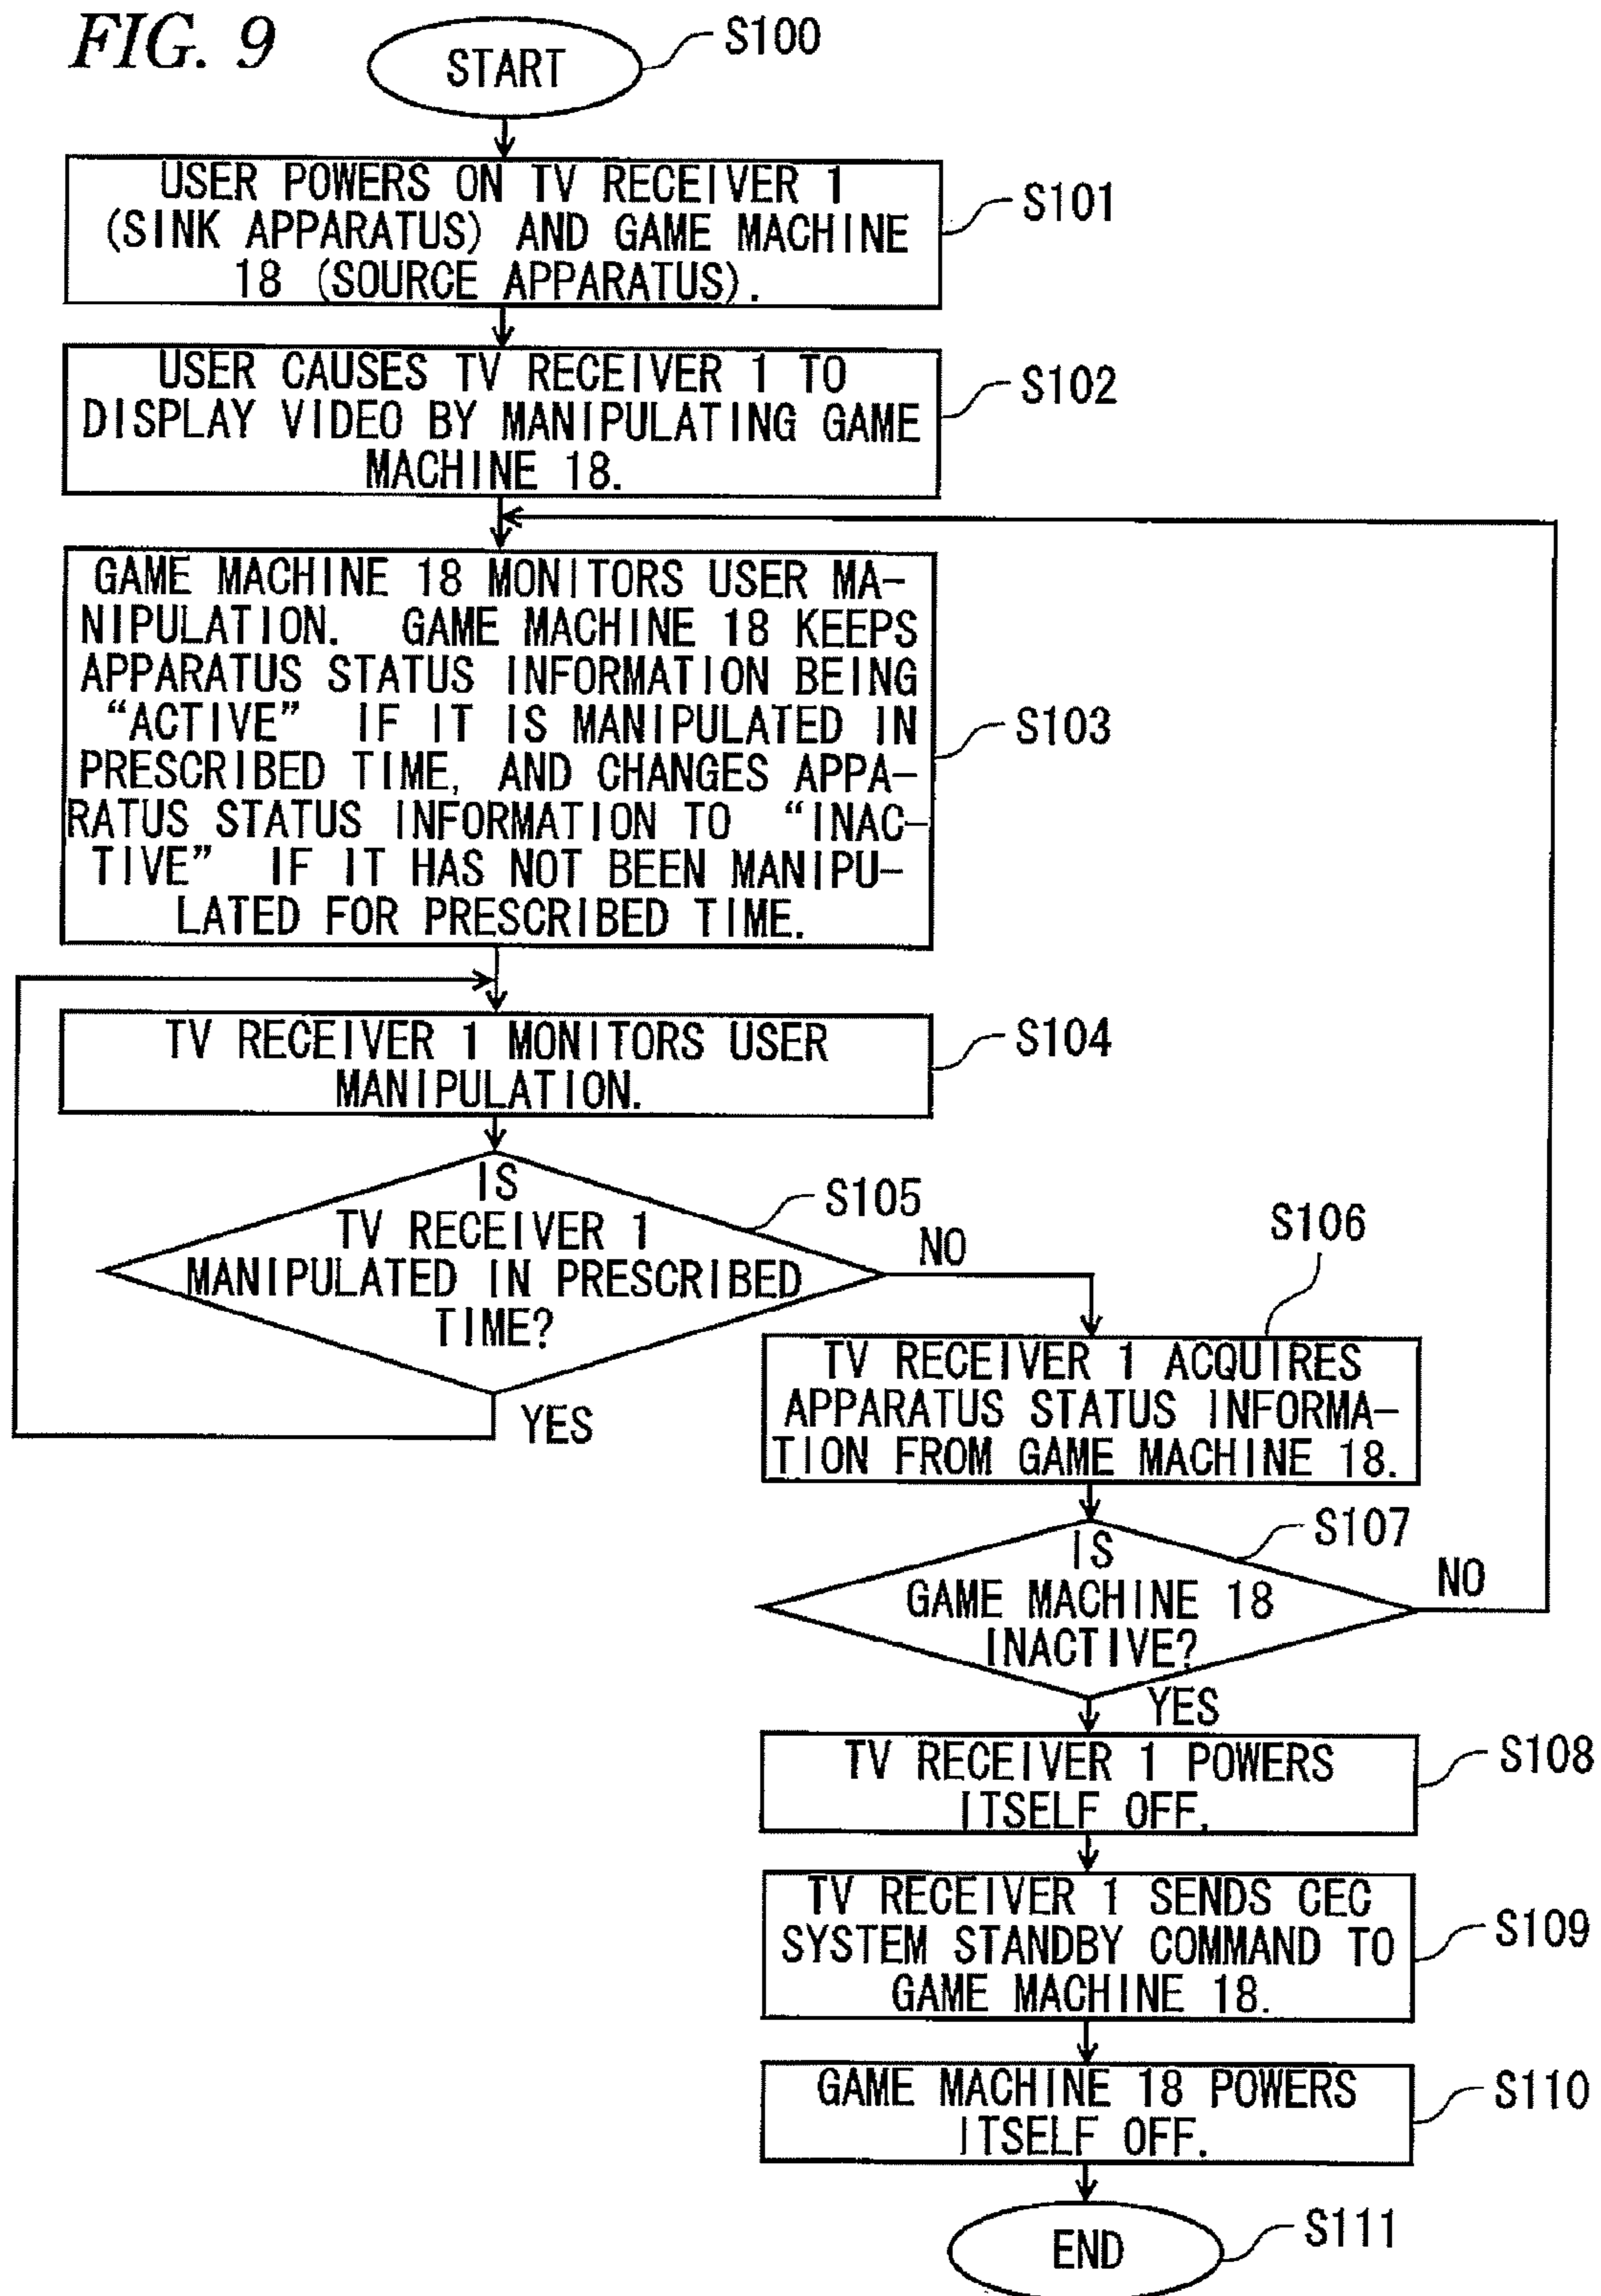 FIG. 9
START
S100
USER POWERS ON TV RECEIVER 1
(SINK APPARATUS) AND GAME MACHINE
18 (SOURCE APPARATUS).
S101
USER CAUSES TV RECEIVER 1 TO
DISPLAY VIDEO BY MANIPULATING GAME
MACHINE 18.
S102
GAME MACHINE 18 MONITORS USER MA-
NIPULATION. GAME MACHINE 18 KEEPS
APPARATUS STATUS INFORMATION BEING
“ACTIVE” IF IT IS MANIPULATED IN
PRESCRIBED TIME, AND CHANGES APPA-
RATUS STATUS INFORMATION TO “INAC-
TIVE” IF IT HAS NOT BEEN MANIPU-
LATED FOR PRESCRIBED TIME.
S103
TV RECEIVER 1 MONITORS USER
MANIPULATION.
S104
IS
TV RECEIVER 1
MANIPULATED IN PRESCRIBED
TIME?
S105
NO
YES
S106
TV RECEIVER 1 ACQUIRES
APPARATUS STATUS INFORMA-
TION FROM GAME MACHINE 18.
IS
GAME MACHINE 18
INACTIVE?
S107
NO
YES
TV RECEIVER 1 POWERS
ITSELF OFF.
S108
TV RECEIVER 1 SENDS CEC
SYSTEM STANDBY COMMAND TO
GAME MACHINE 18.
S109
GAME MACHINE 18 POWERS
ITSELF OFF.
S110
END
S111